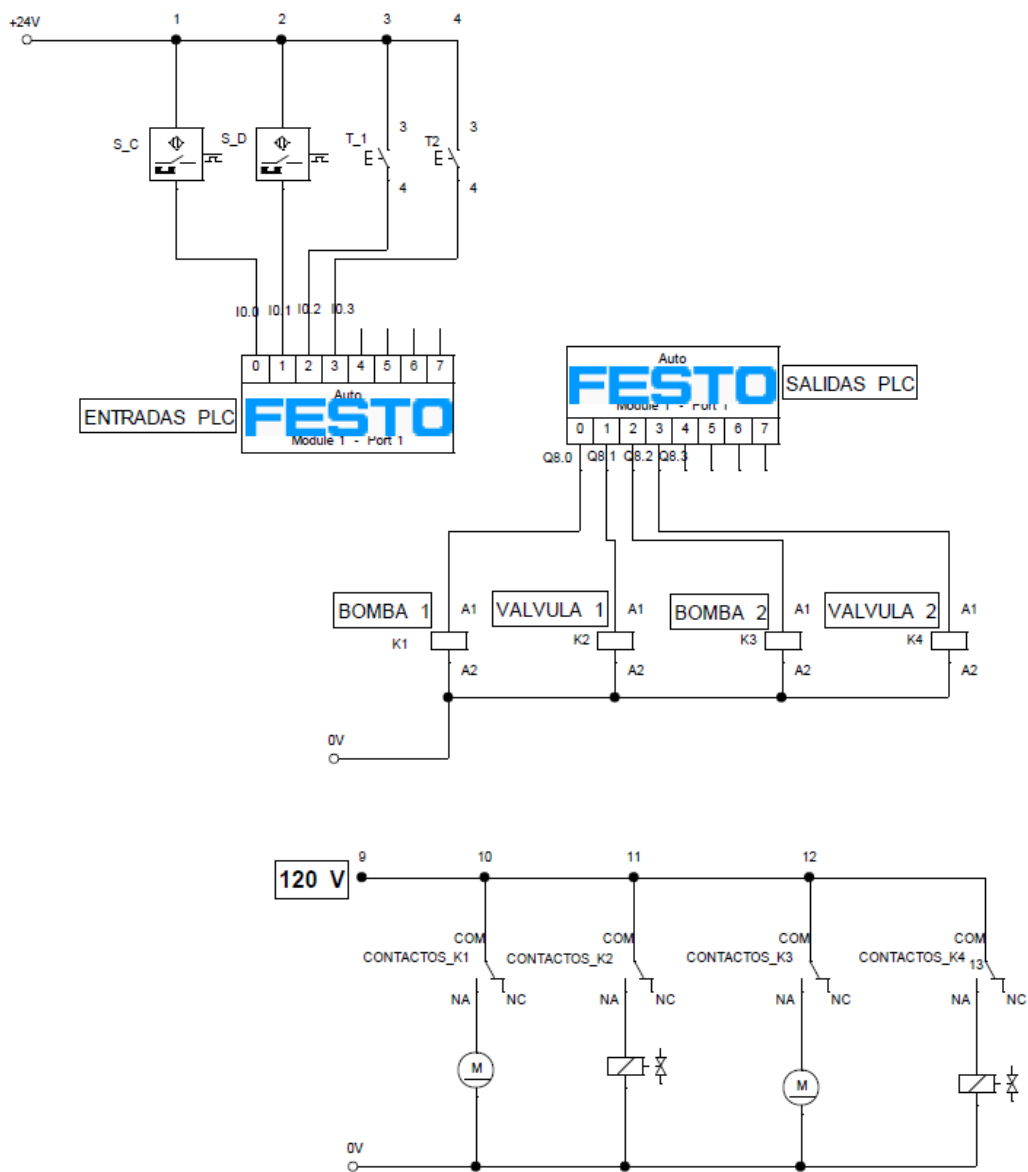 +24V 1 2 3 4
S_C S_D T_1 3 T2 3
4 4
I0.0 I0.1 I0.2 I0.3
0 1 2 3 4 5 6 7
ENTRADAS PLC
Auto
FESTO
Module 1 - Port 1
Auto
FESTO
Module 1 - Port 1
SALIDAS PLC
0 1 2 3 4 5 6 7
Q8.0 Q8.1 Q8.2 Q8.3
BOMBA 1 A1 VALVULA 1 A1 BOMBA 2 A1 VALVULA 2 A1
K1 K2 K3 K4
A2 A2 A2 A2
0V
120 V 9 10 11 12
COM COM COM COM
CONTACTOS_K1 CONTACTOS_K2 CONTACTOS_K3 CONTACTOS_K4 13
NA NC NA NC NA NC NA NC
M M
0V